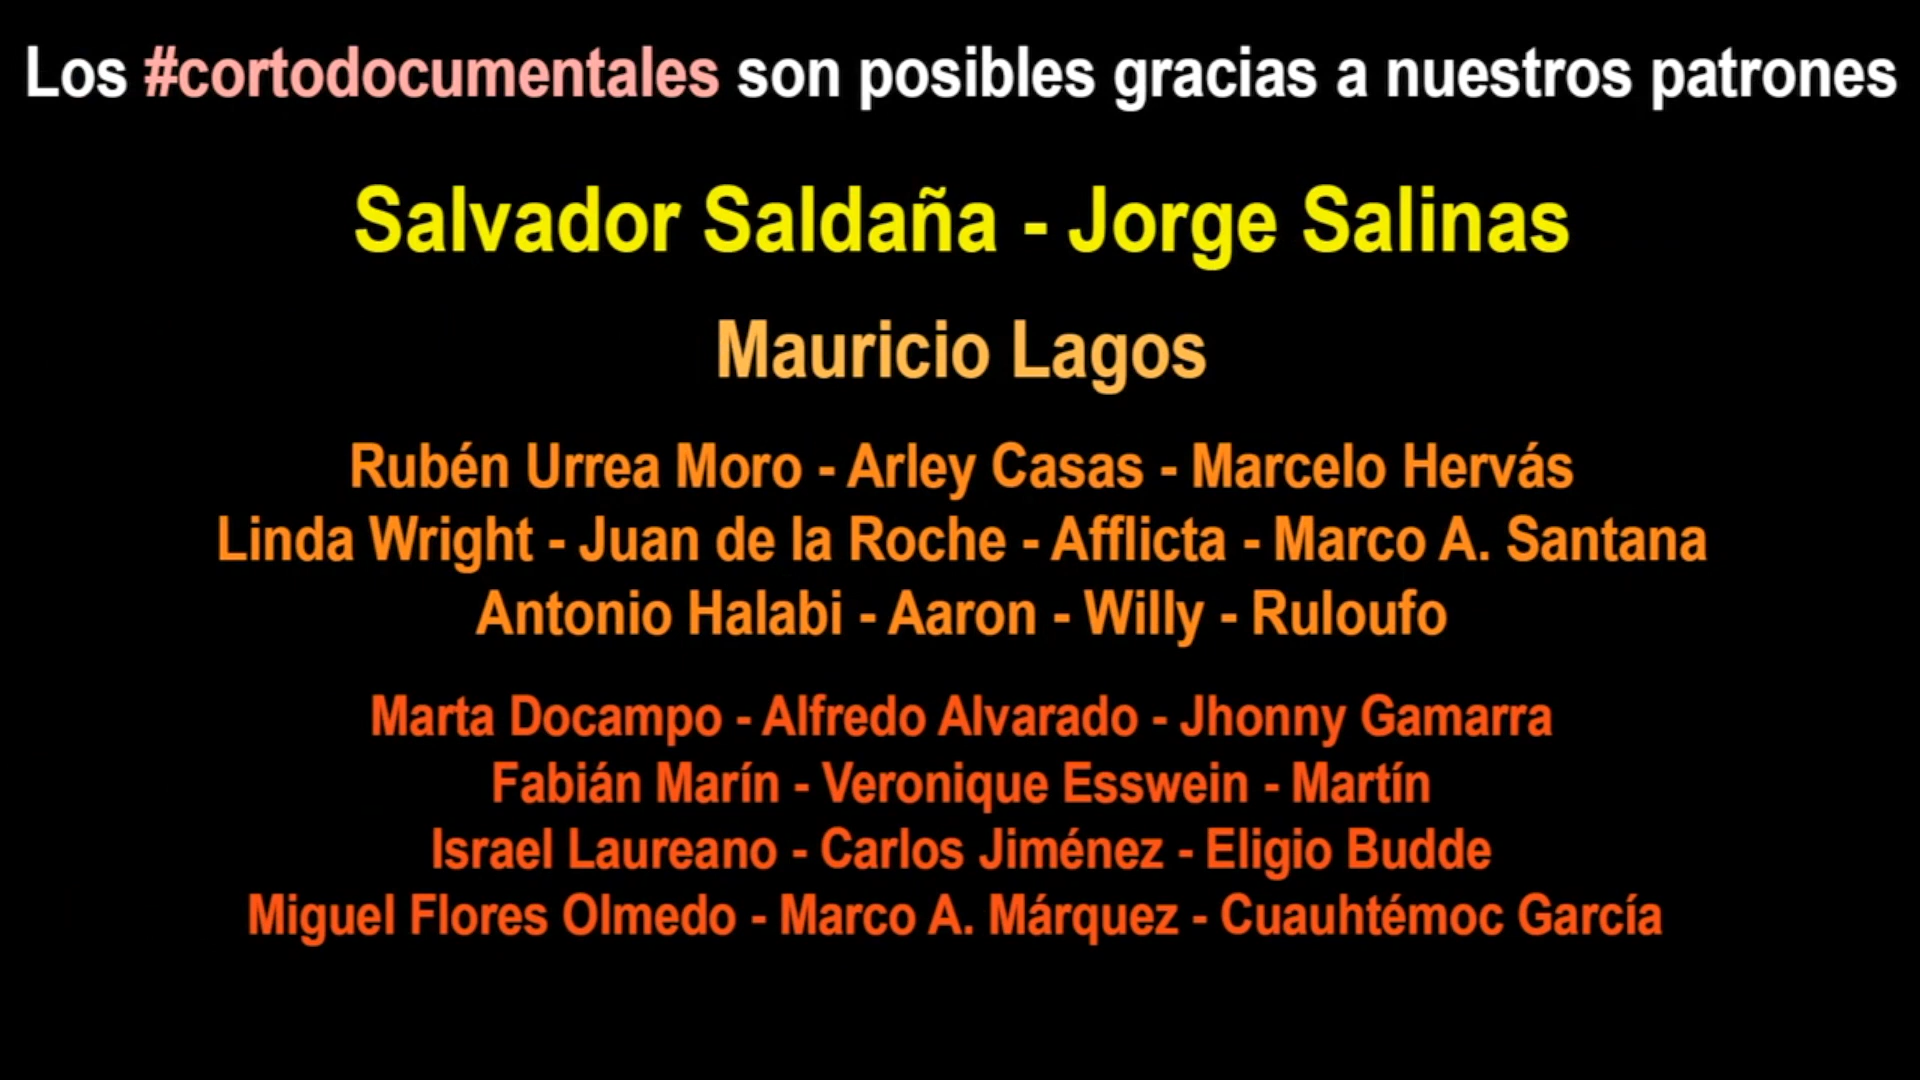 Los #cortodocumentales son posibles gracias a nuestros patrones
Salvador Saldaña - Jorge Salinas
Mauricio Lagos
Rubén Urrea Moro - Arley Casas - Marcelo Hervás
Linda Wright - Juan de la Roche - Afflicta - Marco A. Santana
Antonio Halabi - Aaron - Willy - Ruloufo
Marta Docampo - Alfredo Alvarado - Jhonny Gamarra
Fabián Marín - Veronique Esswein - Martín
Israel Laureano - Carlos Jiménez - Eligio Budde
Miguel Flores Olmedo - Marco A. Márquez - Cuauhtémoc García